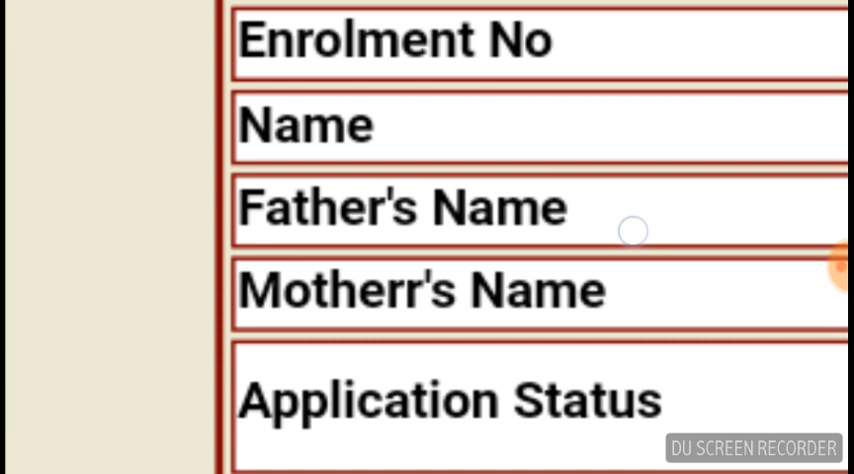 Enrolment No
Name
Father's Name
Motherr's Name
Application Status
DU SCREEN RECORDER